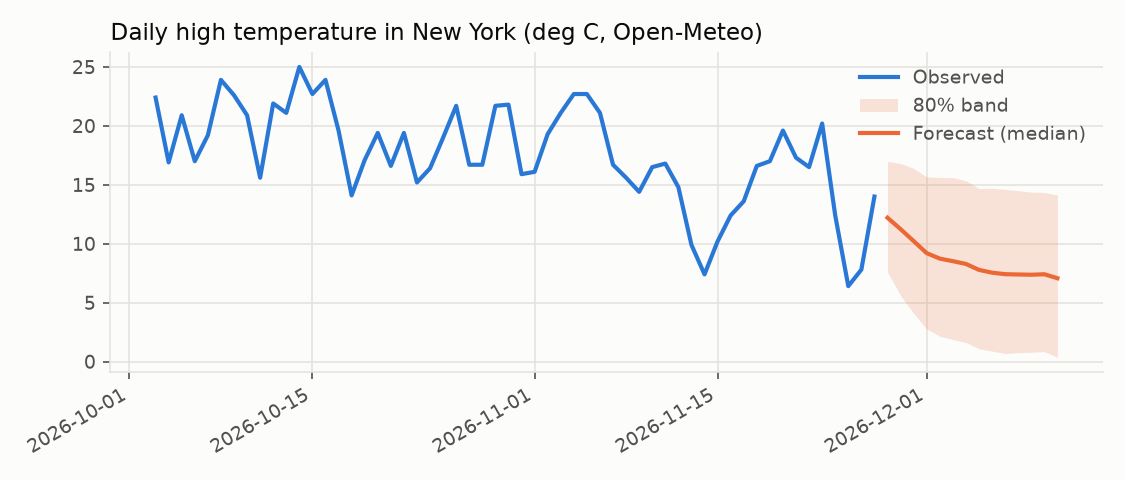 Daily high temperature in New York (deg C, Open-Meteo)
25
20
15
10
5
0
Observed
80% band
Forecast (median)
2026-10-01
2026-10-15
2026-11-01
2026-11-15
2026-12-01